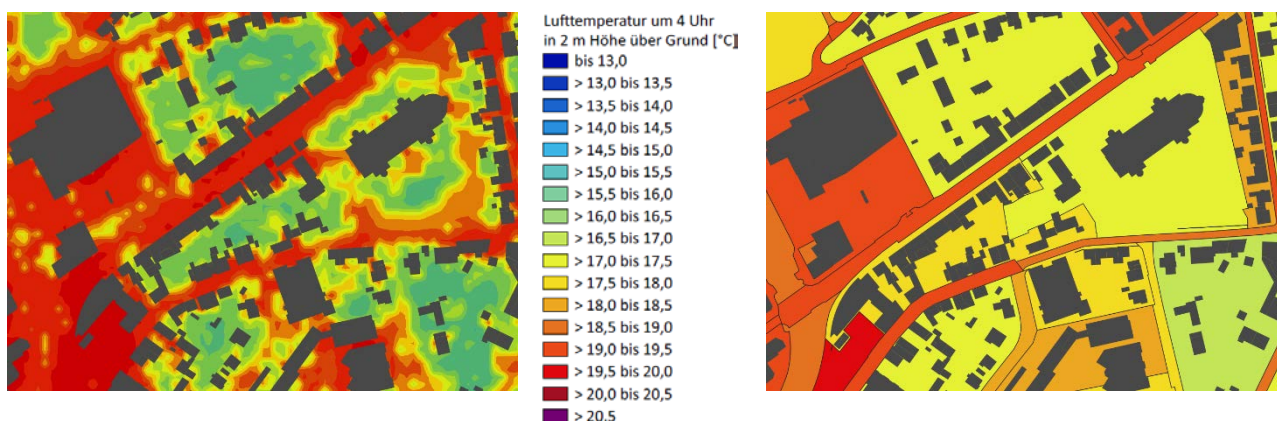 Lufttemperatur um 4 Uhr
in 2 m Höhe über Grund [°C]
bis 13,0
> 13,0 bis 13,5
> 13,5 bis 14,0
> 14,0 bis 14,5
> 14,5 bis 15,0
> 15,0 bis 15,5
> 15,5 bis 16,0
> 16,0 bis 16,5
> 16,5 bis 17,0
> 17,0 bis 17,5
> 17,5 bis 18,0
> 18,0 bis 18,5
> 18,5 bis 19,0
> 19,0 bis 19,5
> 19,5 bis 20,0
> 20,0 bis 20,5
> 20,5